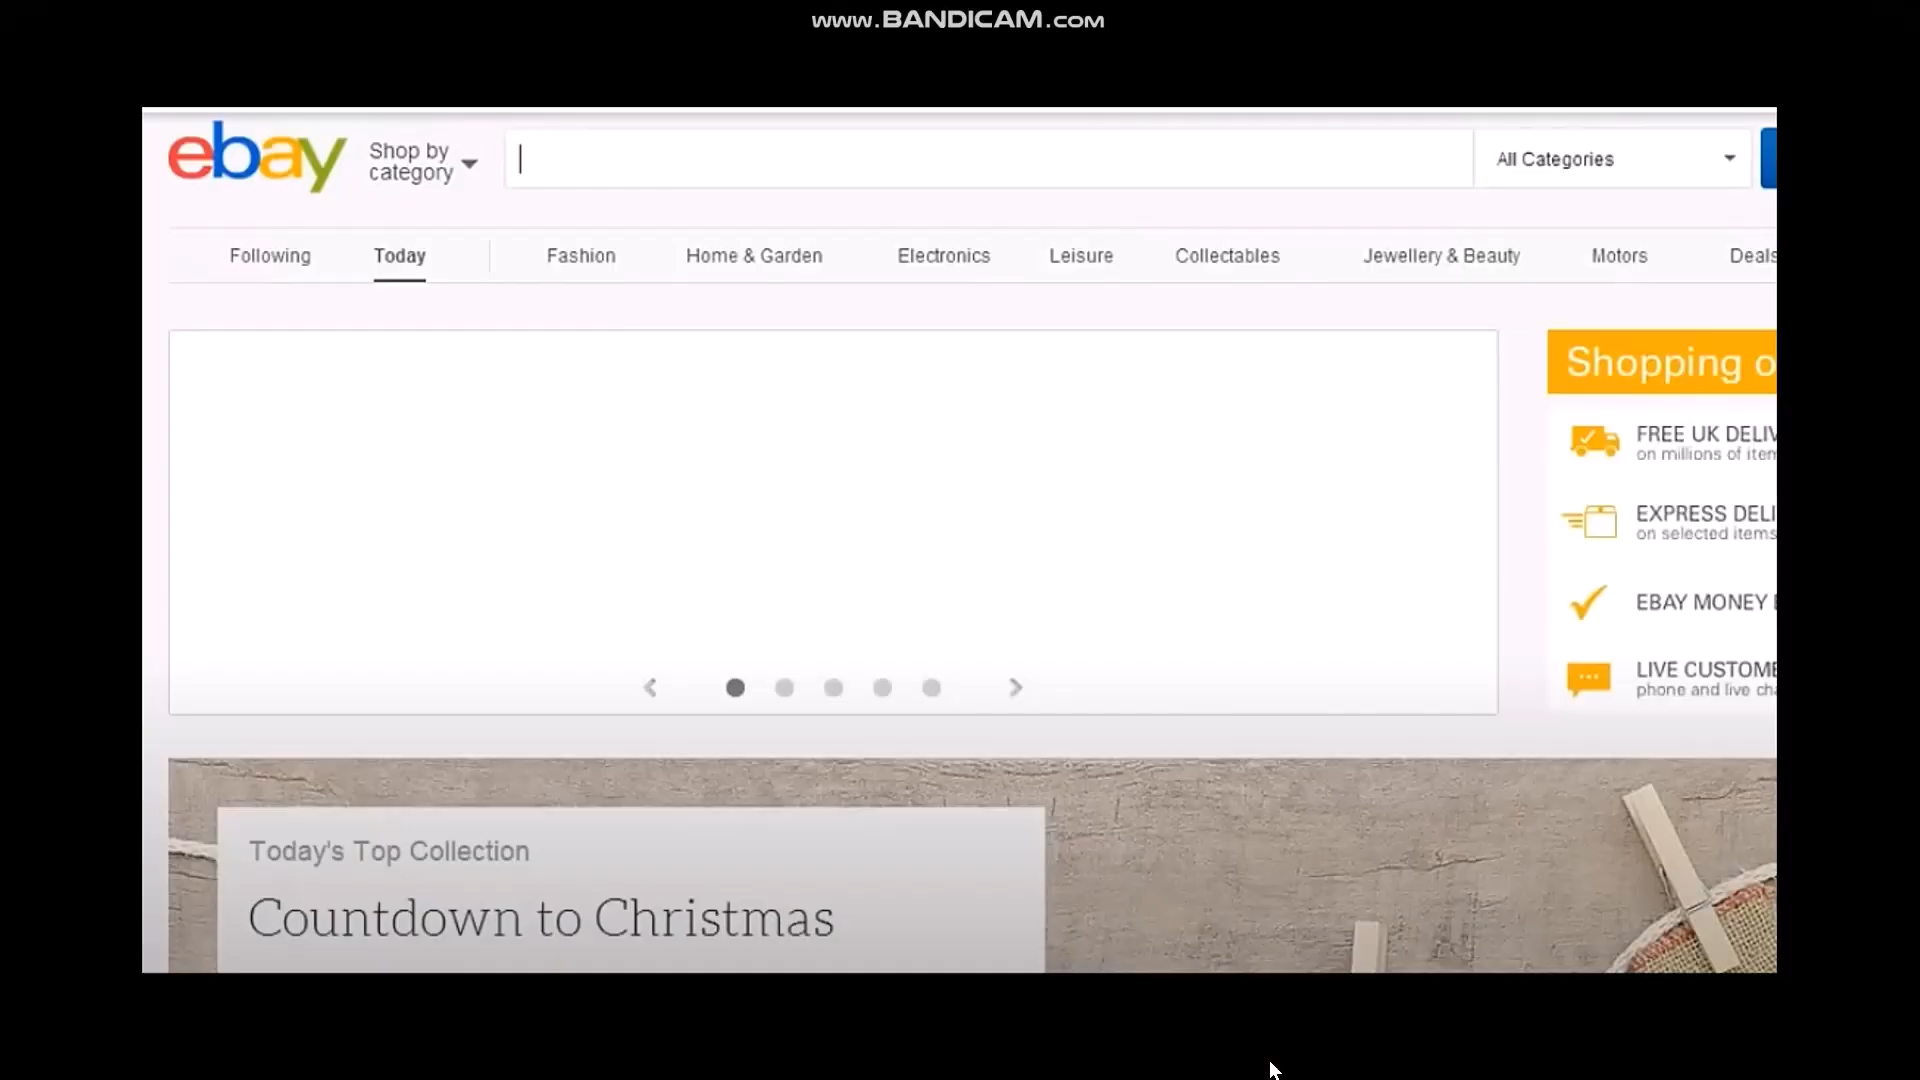 www.BANDICAM.com
ebay
Shop by
category
All Categories
Following Today Fashion Home & Garden Electronics Leisure Collectables Jewellery & Beauty Motors Deals
Shopping o
FREE UK DELIV
on millions of item
EXPRESS DELI
on selected items
EBAY MONEY
LIVE CUSTOME
phone and live cha
Today's Top Collection
Countdown to Christmas